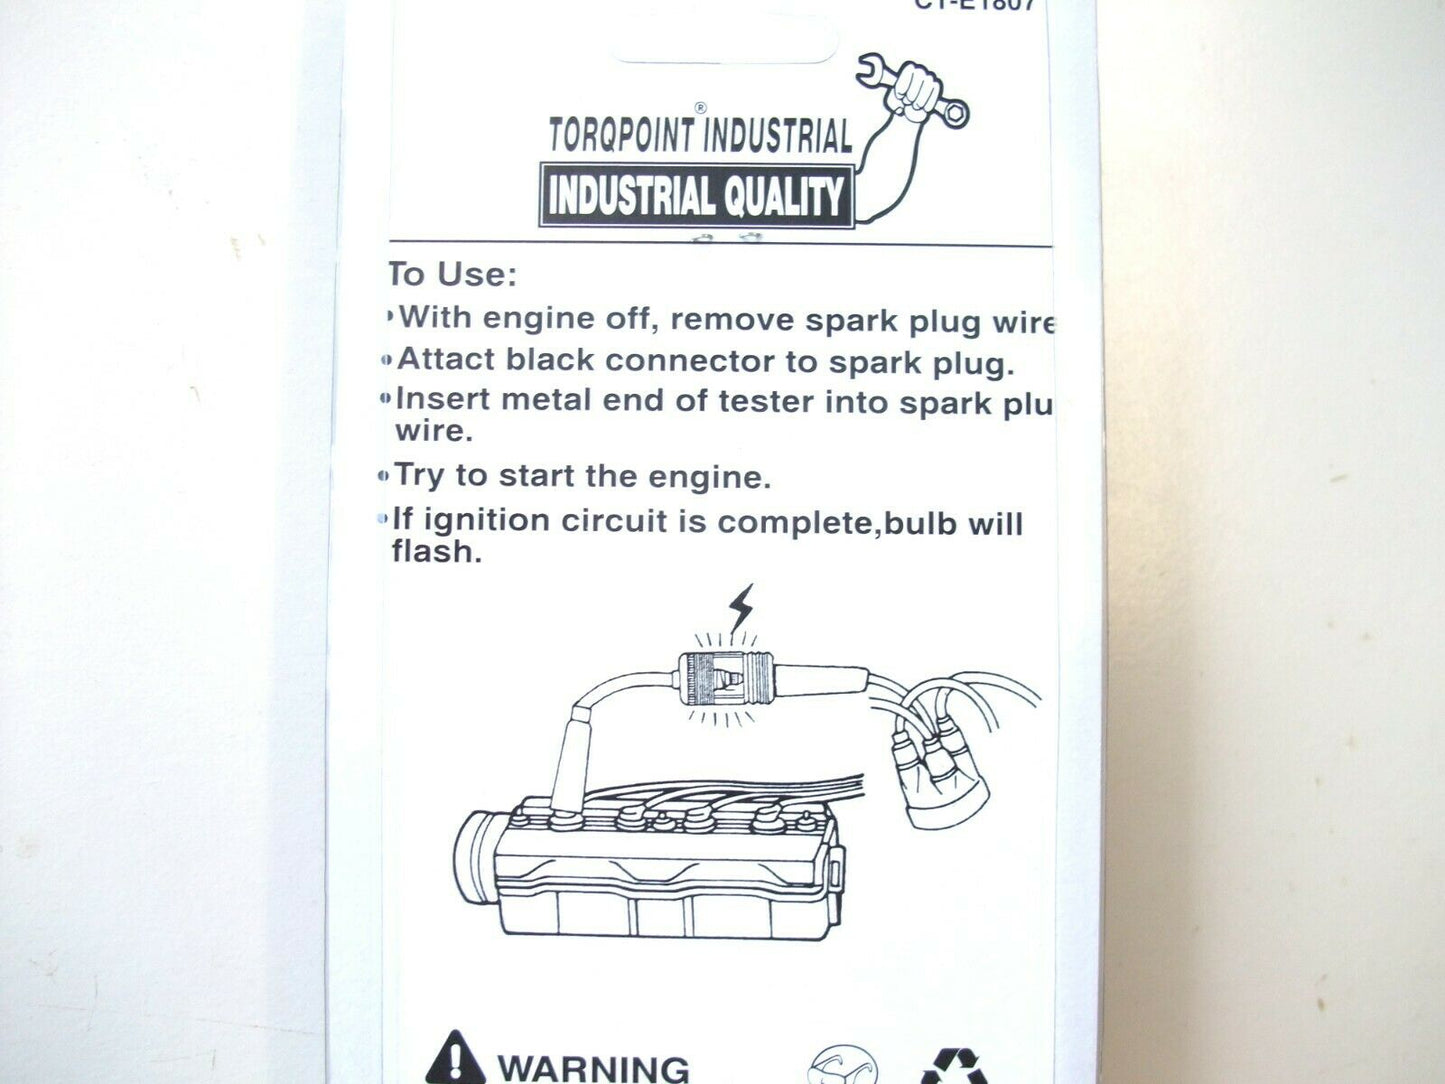 CT-E1807
TORQPOINT® INDUSTRIAL
INDUSTRIAL QUALITY
To Use:
•With engine off, remove spark plug wire
•Attact black connector to spark plug.
•Insert metal end of tester into spark plu
wire.
•Try to start the engine.
•If ignition circuit is complete,bulb will
flash.
WARNING